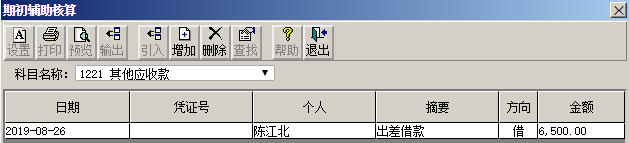 期初辅助核算
设置 打印 预览 输出 引入 增加 删除 查找 帮助 退出
科目名称： 1221 其他应收款
日期 凭证号 个人 摘要 方向 金额
2019-08-26 陈江北 出差借款 借 6,500.00